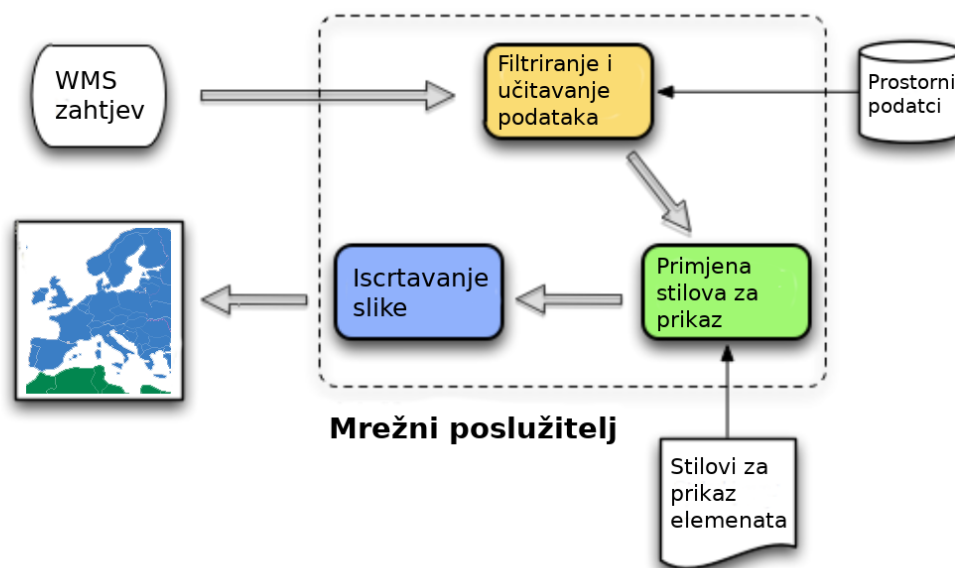 WMS
zahtjev
Filtriranje i
učitavanje
podataka
Prostorni
podatci
Iscrtavanje
slike
Primjena
stilova za
prikaz
Mrežni poslužitelj
Stilovi za
prikaz
elemenata